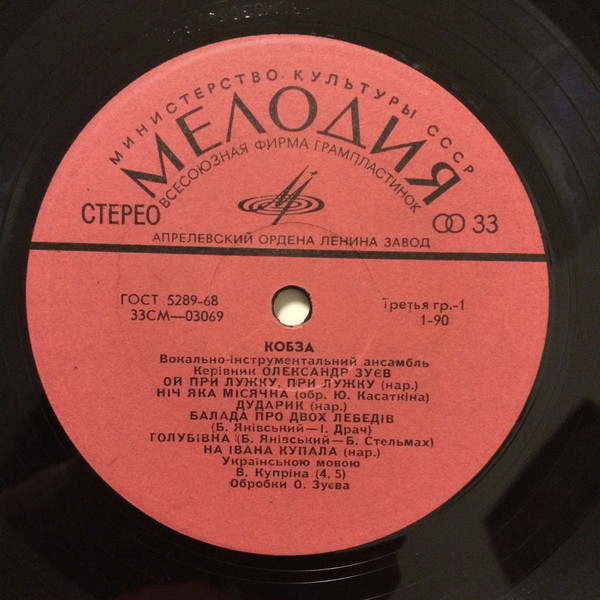 МИНИСТЕРСТВО КУЛЬТУРЫ СССР
МЕЛОДИЯ
ВСЕСОЮЗНАЯ ФИРМА ГРАМПЛАСТИНОК
СТЕРЕО
33
АПРЕЛЕВСКИЙ ОРДЕНА ЛЕНИНА ЗАВОД
ГОСТ 5289-68
33СМ—03069
Третья гр.-1
1-90
КОБЗА
Вокально-інструментальний ансамбль
Керівник ОЛЕКСАНДР ЗУЄВ
ОЙ ПРИ ЛУЖКУ, ПРИ ЛУЖКУ (нар.)
НІЧ ЯКА МІСЯЧНА (обр. Ю. Касаткіна)
ДУДАРИК (нар.)
БАЛАДА ПРО ДВОХ ЛЕБЕДІВ
(Б. Янівський—І. Драч)
ГОЛУБІВНА (Б. Янівський—Б. Стельмах)
НА ІВАНА КУПАЛА (нар.)
Українською мовою
В. Купріна (4, 5)
Обробки О. Зуєва